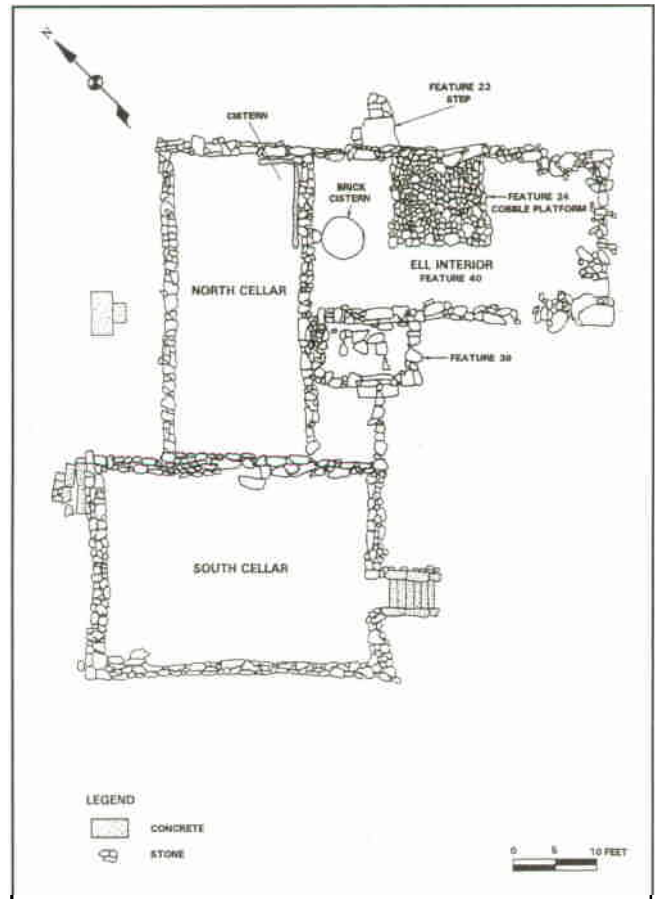 N
FEATURE 23
STEP
CISTERN
BRICK
CISTERN
FEATURE 24
COBBLE PLATFORM
ELL INTERIOR
FEATURE 40
NORTH CELLAR
FEATURE 39
SOUTH CELLAR
LEGEND
CONCRETE
STONE
0 5 10 FEET